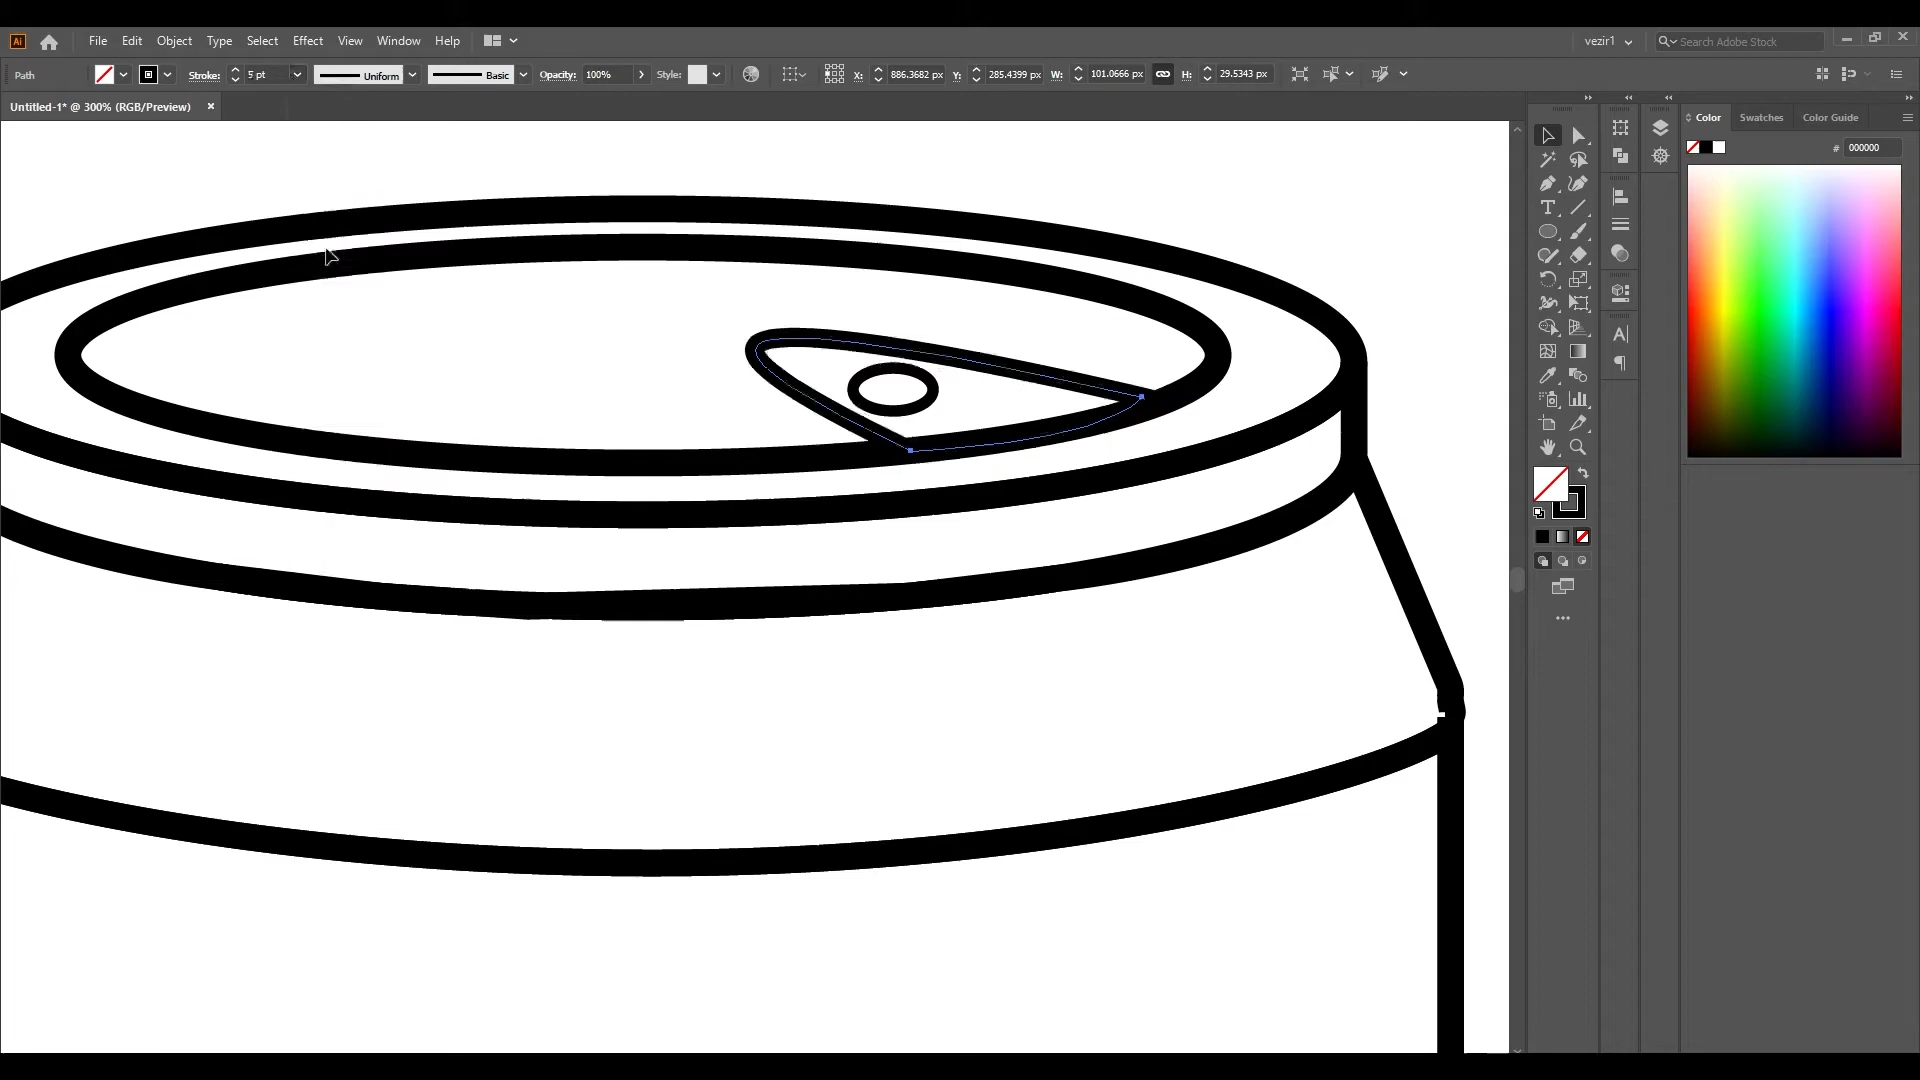 Ai File Edit Object Type Select Effect View Window Help vezir1 Search Adobe Stock
Path Stroke: 5 pt Uniform Basic Opacity: 100% Style: X: 886.3682 px Y: 285.4399 px W: 101.0666 px H: 29.5343 px
Untitled-1* @ 300% (RGB/Preview) ×
Color Swatches Color Guide
# 000000